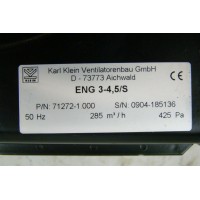 Karl Klein Ventilatorenbau GmbH
D - 73773 Aichwald
ENG 3-4,5/S
P/N: 71272-1.000 S/N: 0904-185136
50 Hz 285 m³/h 425 Pa